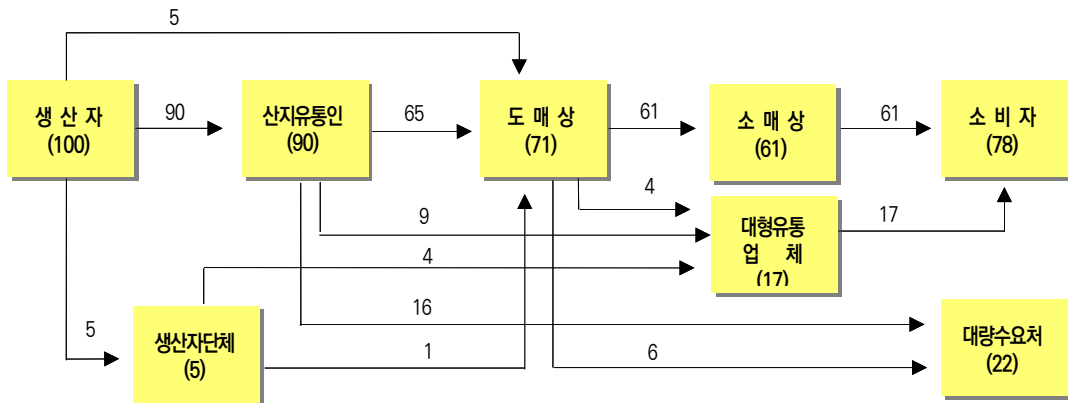 5
생 산 자
(100)
90
산지유통인
(90)
65
도 매 상
(71)
61
소 매 상
(61)
61
소 비 자
(78)
4
9
대형유통
업 체
(17)
17
4
5
생산자단체
(5)
16
1
6
대량수요처
(22)